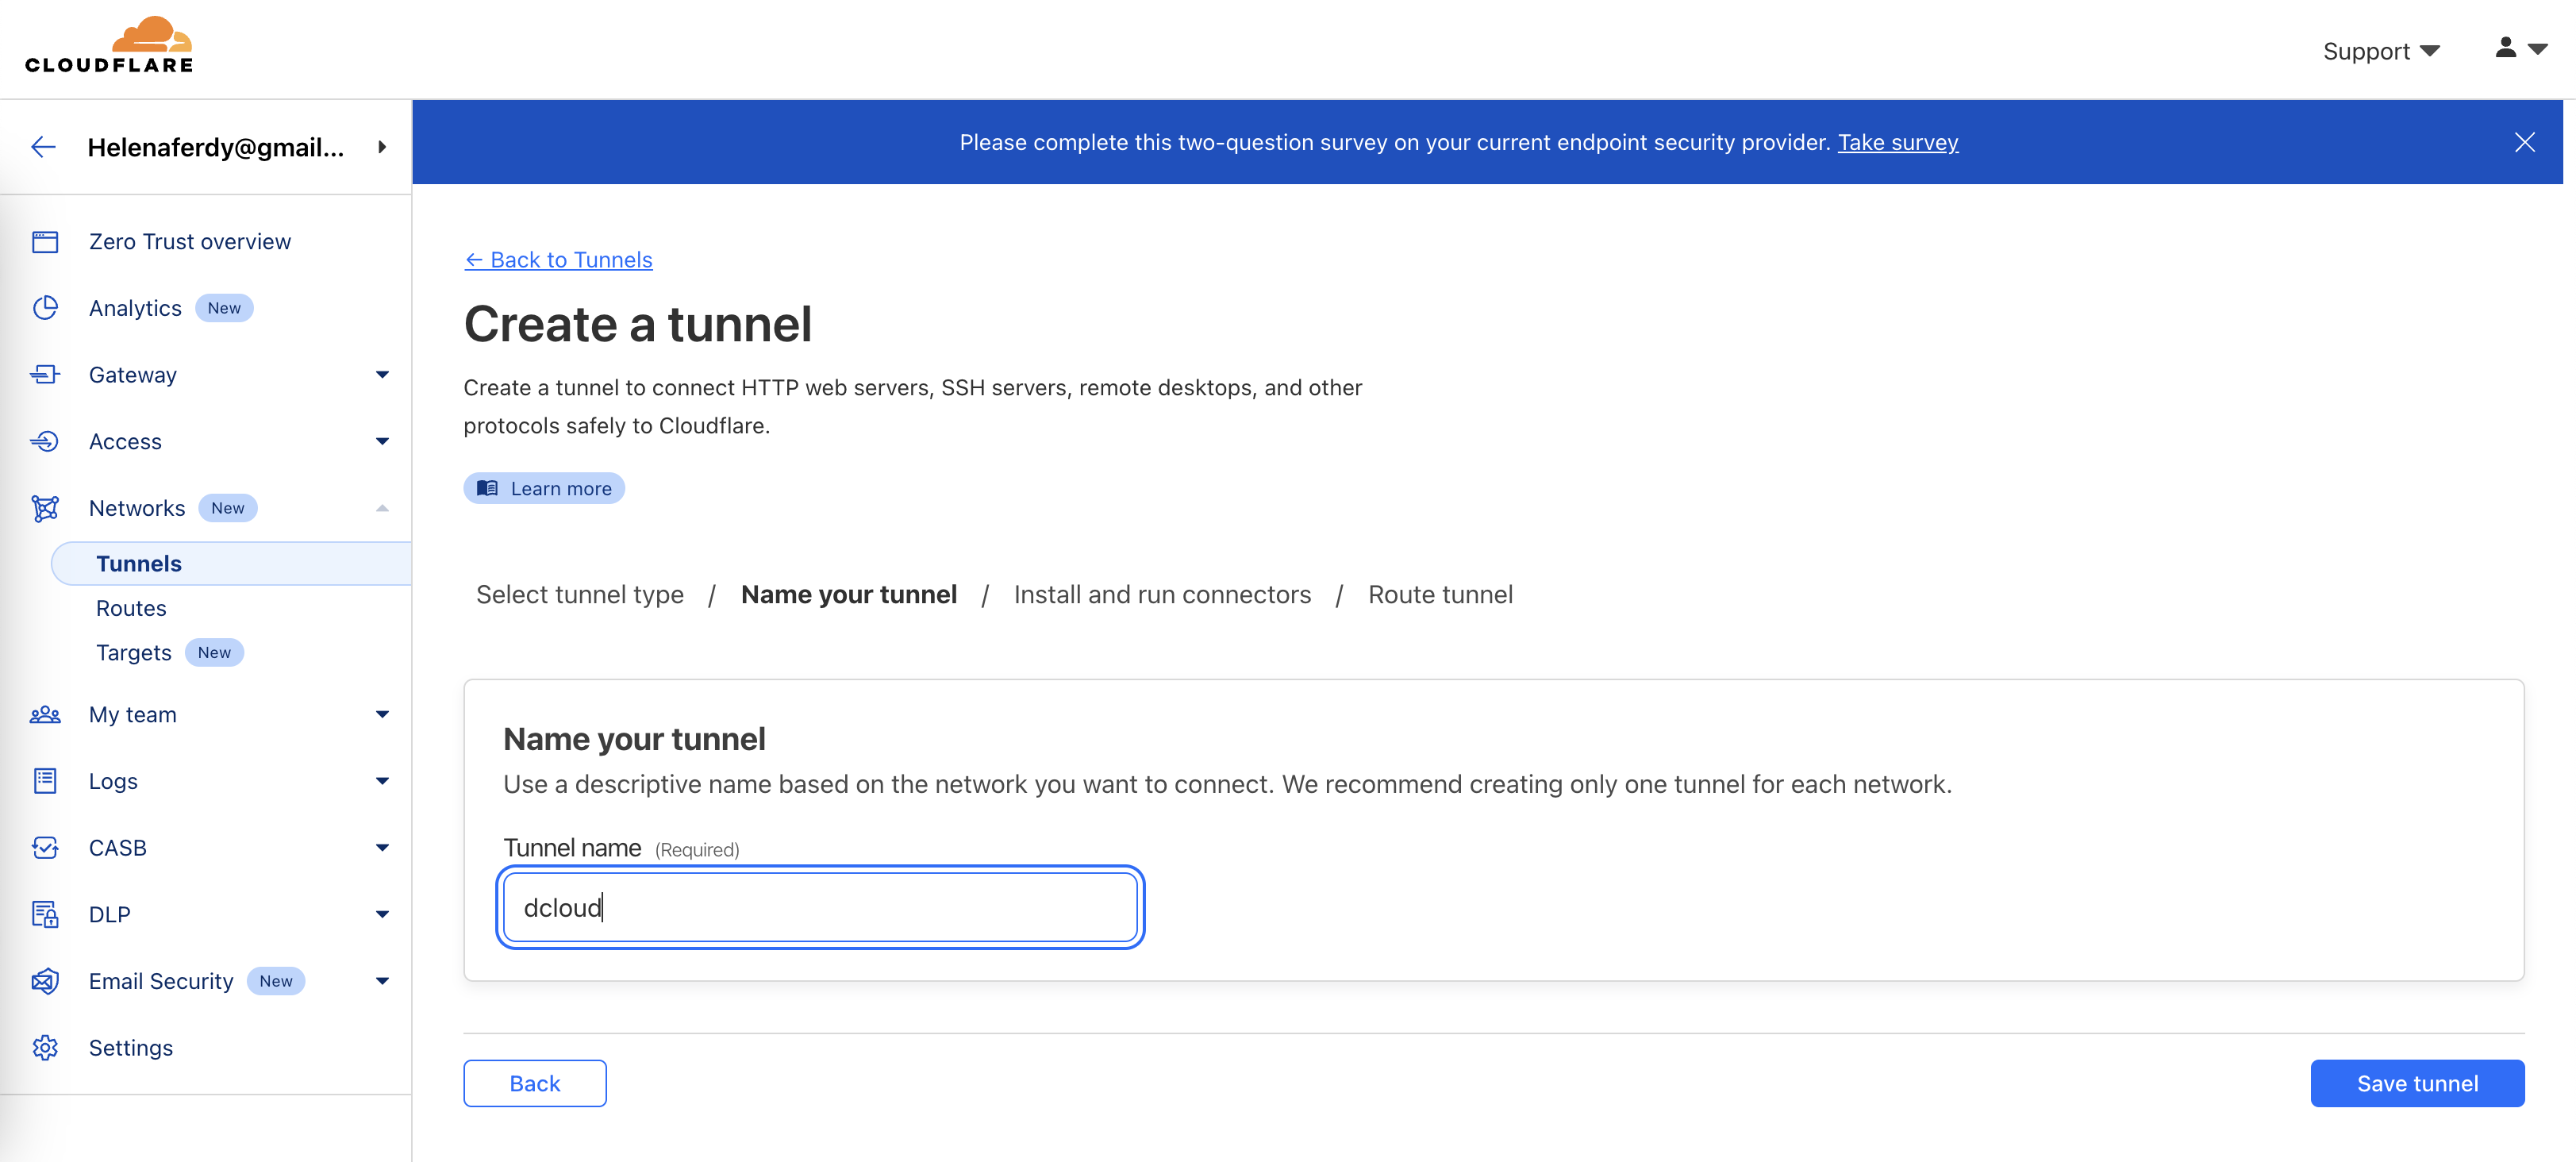 CLOUDFLARE
Support
Helenaferdy@gmail...
Please complete this two-question survey on your current endpoint security provider. Take survey
Zero Trust overview
Analytics New
Gateway
Access
Networks New
Tunnels
Routes
Targets New
My team
Logs
CASB
DLP
Email Security New
Settings
← Back to Tunnels
Create a tunnel
Create a tunnel to connect HTTP web servers, SSH servers, remote desktops, and other
protocols safely to Cloudflare.
Learn more
Select tunnel type / Name your tunnel / Install and run connectors / Route tunnel
Name your tunnel
Use a descriptive name based on the network you want to connect. We recommend creating only one tunnel for each network.
Tunnel name (Required)
dcloud
Back
Save tunnel